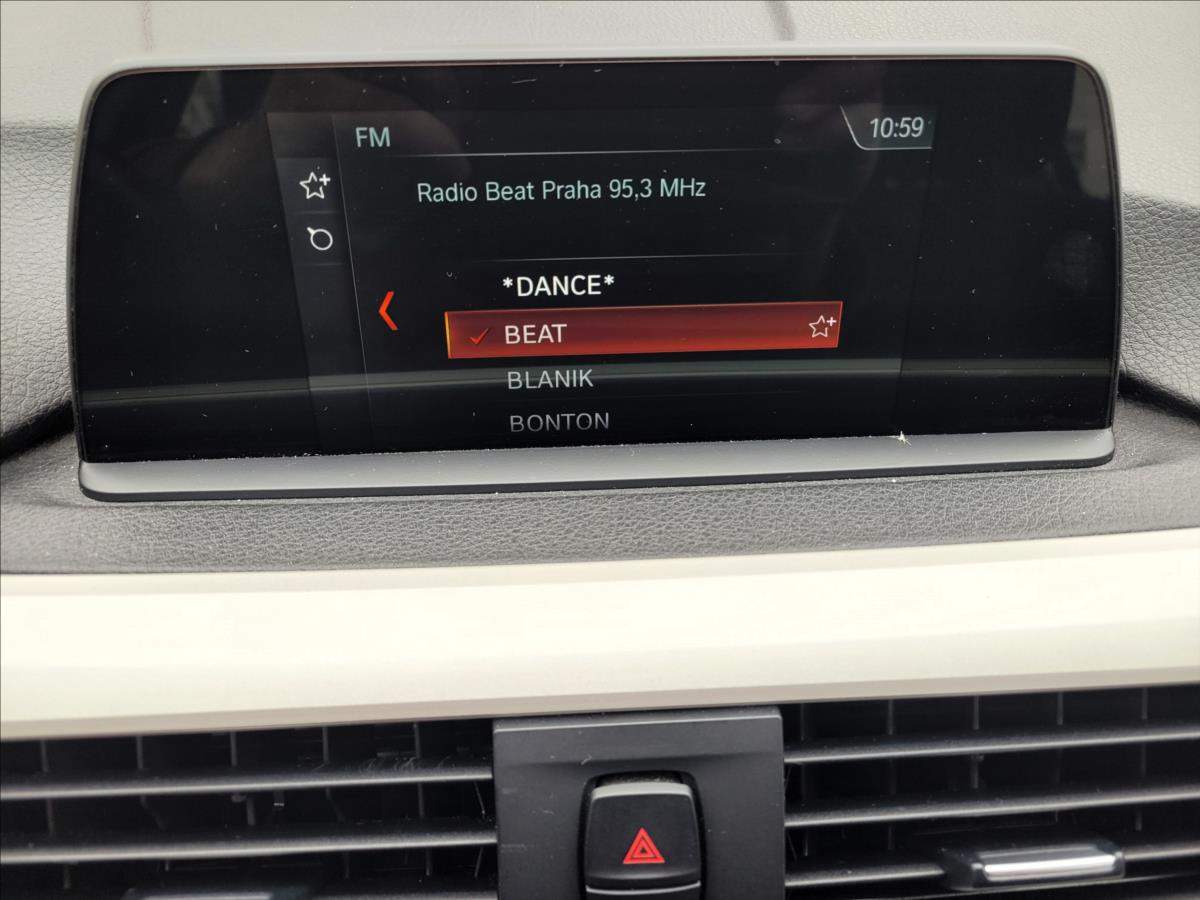 FM
10:59
Radio Beat Praha 95,3 MHz
*DANCE*
BEAT
BLANIK
BONTON